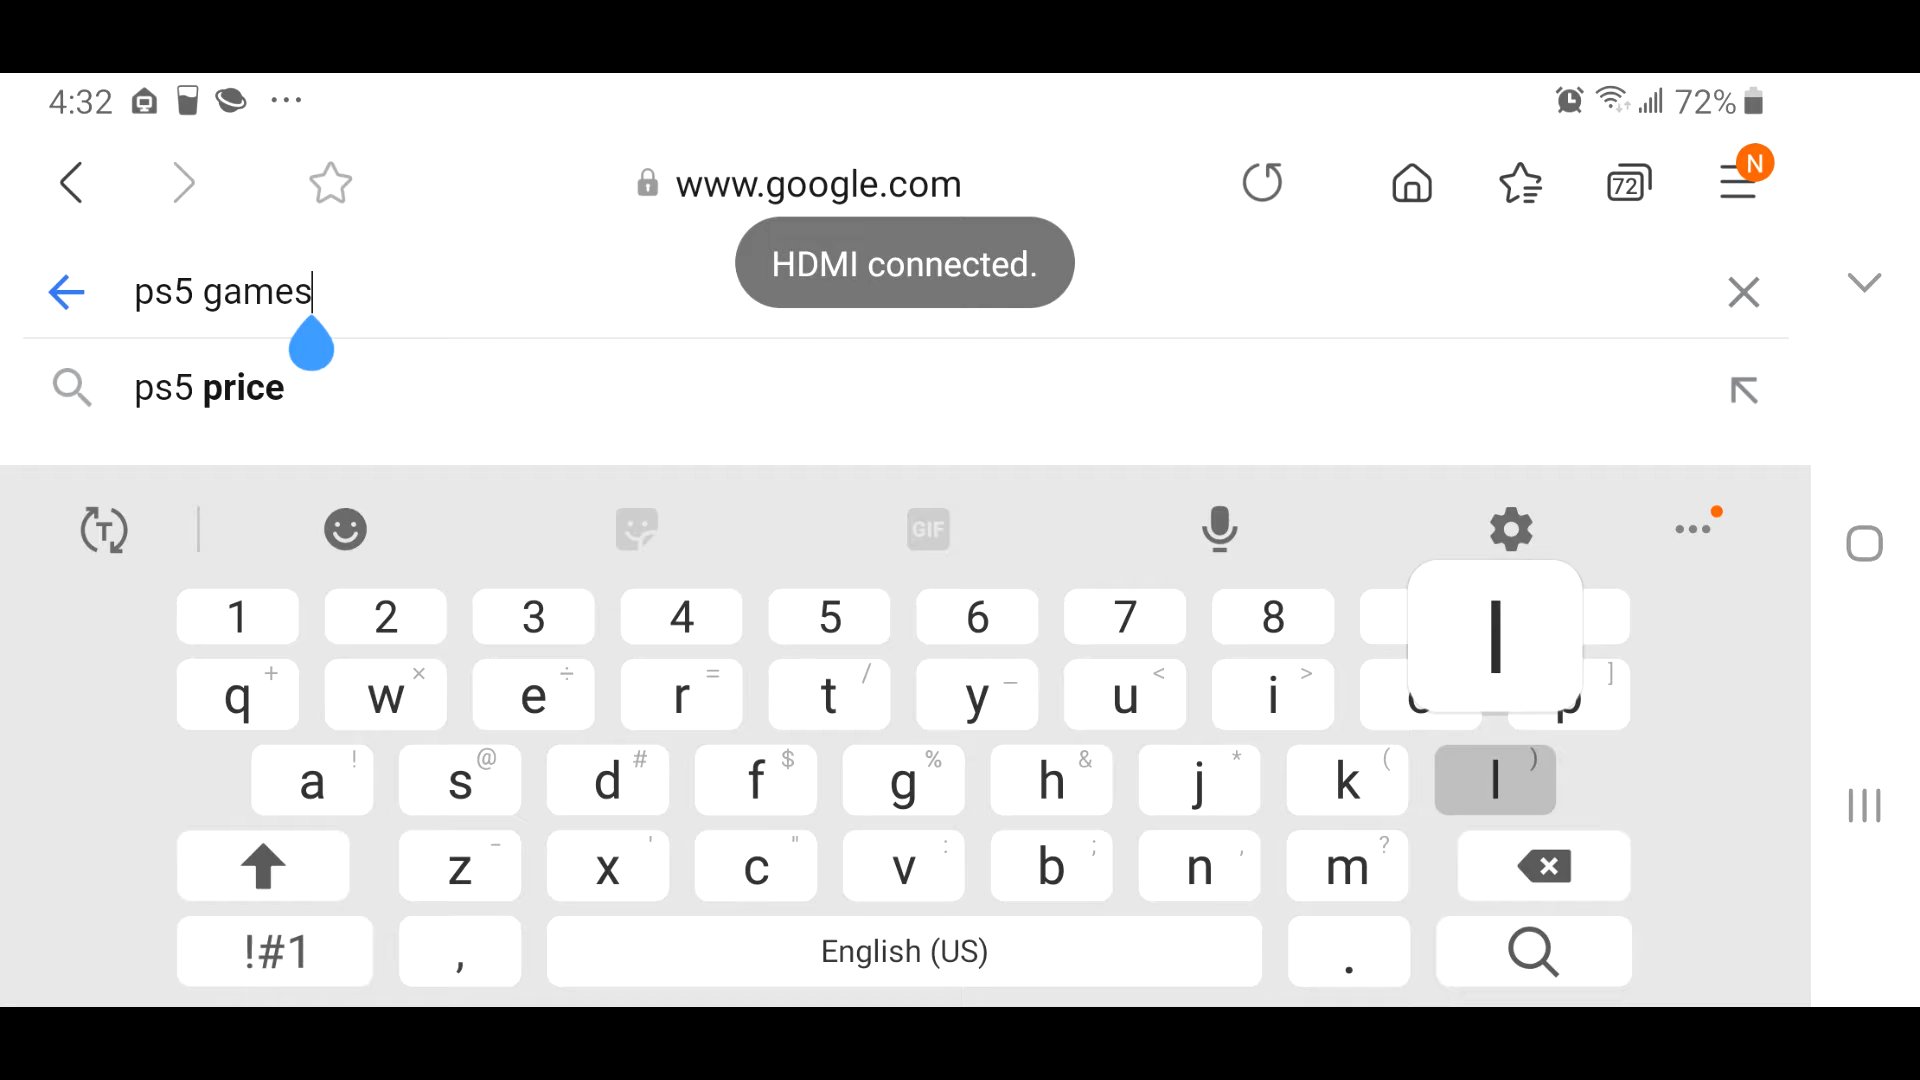 4:32 72%
www.google.com 72 N
HDMI connected.
ps5 games
ps5 price
T GIF
1 2 3 4 5 6 7 8
q + w × e ÷ r = t / y _ u < i > p ]
l
a ! s @ d # f $ g % h & j * k ( l )
z - x ' c " v : b ; n , m ?
!#1 , English (US) .